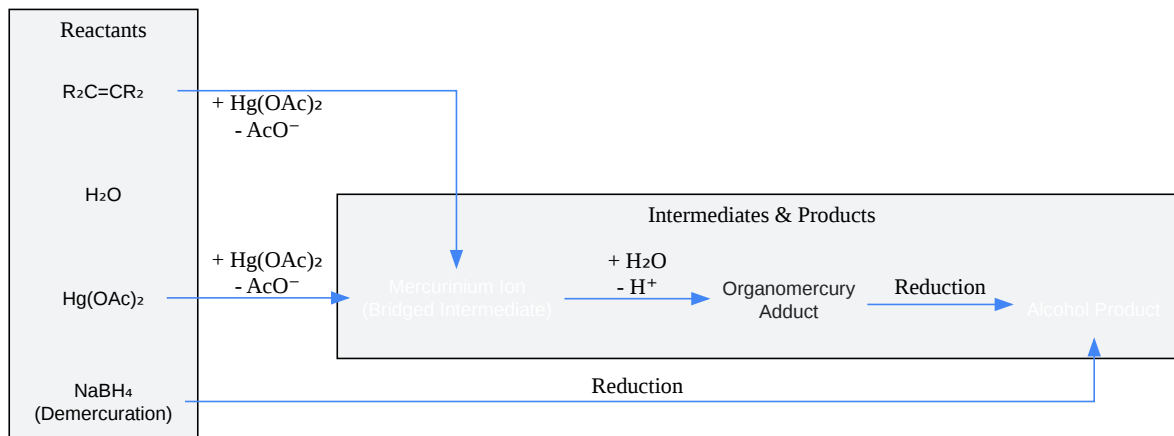 Reactants
R₂C=CR₂
H₂O
Hg(OAc)₂
NaBH₄
(Demercuration)
+ Hg(OAc)₂
- AcO⁻
+ Hg(OAc)₂
- AcO⁻
Intermediates & Products
Mercurinium Ion
(Bridged Intermediate)
+ H₂O
- H⁺
Organomercury
Adduct
Reduction
Alcohol Product
Reduction